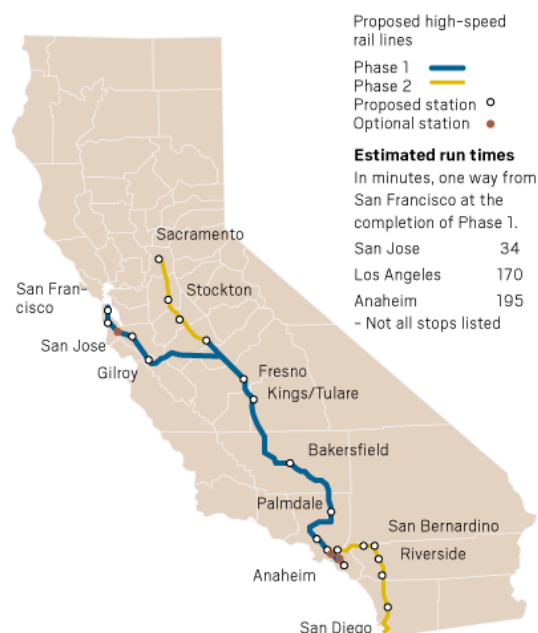 Proposed high-speed
rail lines
Phase 1
Phase 2
Proposed station
Optional station
Estimated run times
In minutes, one way from
San Francisco at the
completion of Phase 1.
San Jose 34
Los Angeles 170
Anaheim 195
- Not all stops listed
Sacramento
Stockton
San Fran-
cisco
San Jose
Gilroy
Fresno
Kings/Tulare
Bakersfield
Palmdale
San Bernardino
Riverside
Anaheim
San Diego